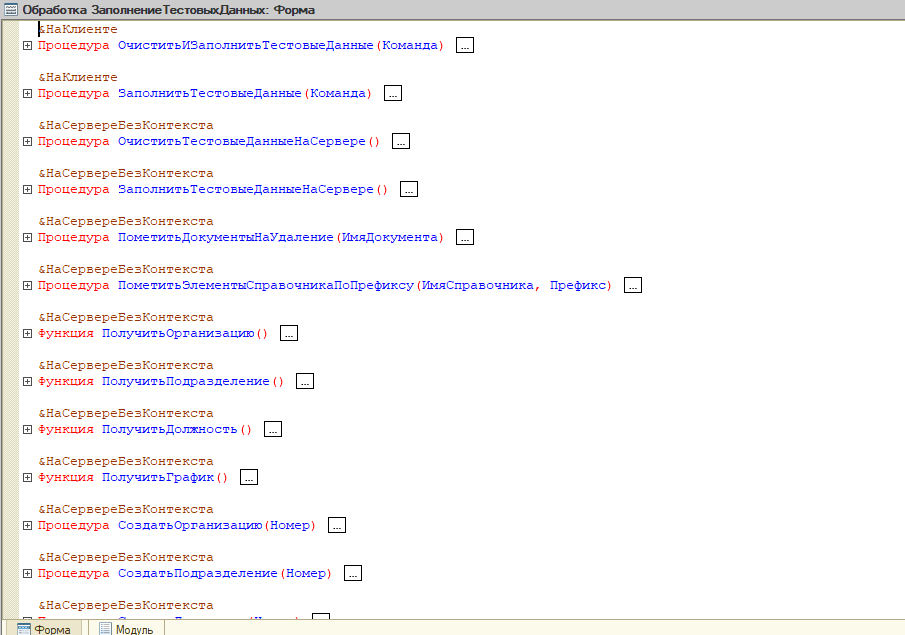 Обработка ЗаполнениеТестовыхДанных: Форма
&НаКлиенте
Процедура ОчиститьИЗаполнитьТестовыеДанные(Команда) ...
&НаКлиенте
Процедура ЗаполнитьТестовыеДанные(Команда) ...
&НаСервереБезКонтекста
Процедура ОчиститьТестовыеДанныеНаСервере() ...
&НаСервереБезКонтекста
Процедура ЗаполнитьТестовыеДанныеНаСервере() ...
&НаСервереБезКонтекста
Процедура ПометитьДокументыНаУдаление(ИмяДокумента) ...
&НаСервереБезКонтекста
Процедура ПометитьЭлементыСправочникаПоПрефиксу(ИмяСправочника, Префикс) ...
&НаСервереБезКонтекста
Функция ПолучитьОрганизацию() ...
&НаСервереБезКонтекста
Функция ПолучитьПодразделение() ...
&НаСервереБезКонтекста
Функция ПолучитьДолжность() ...
&НаСервереБезКонтекста
Функция ПолучитьГрафик() ...
&НаСервереБезКонтекста
Процедура СоздатьОрганизацию(Номер) ...
&НаСервереБезКонтекста
Процедура СоздатьПодразделение(Номер) ...
&НаСервереБезКонтекста
Форма Модуль